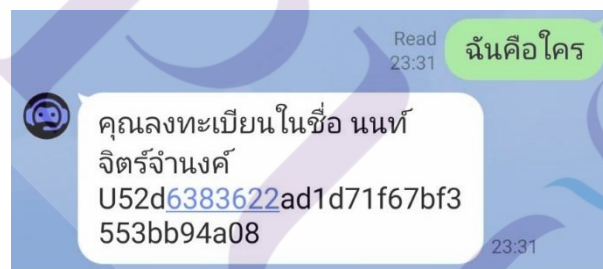 Read
23:31
ฉันคือใคร
คุณลงทะเบียนในชื่อ นนท์
จิตร์จำนงค์
U52d6383622ad1d71f67bf3
553bb94a08
23:31